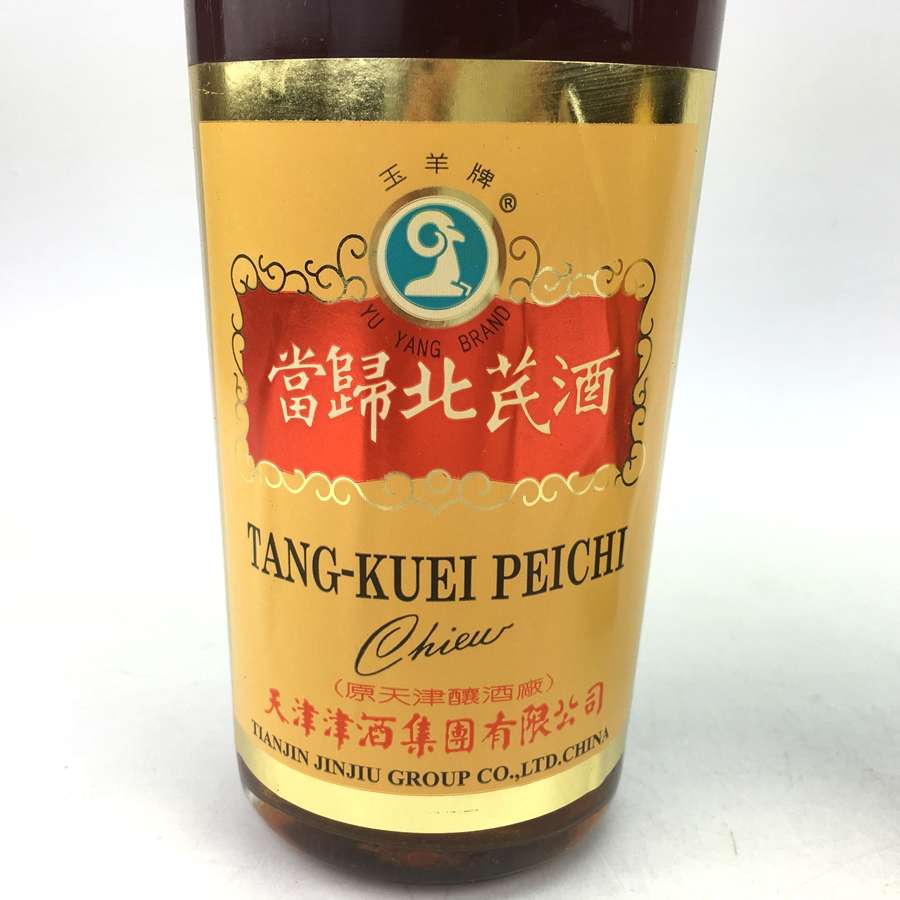 玉羊牌
®
YU YANG BRAND
當歸北芪酒
TANG-KUEI PEICHI
Chiew
(原天津釀酒廠)
天津津酒集團有限公司
TIANJIN JINJIU GROUP CO.,LTD.CHINA